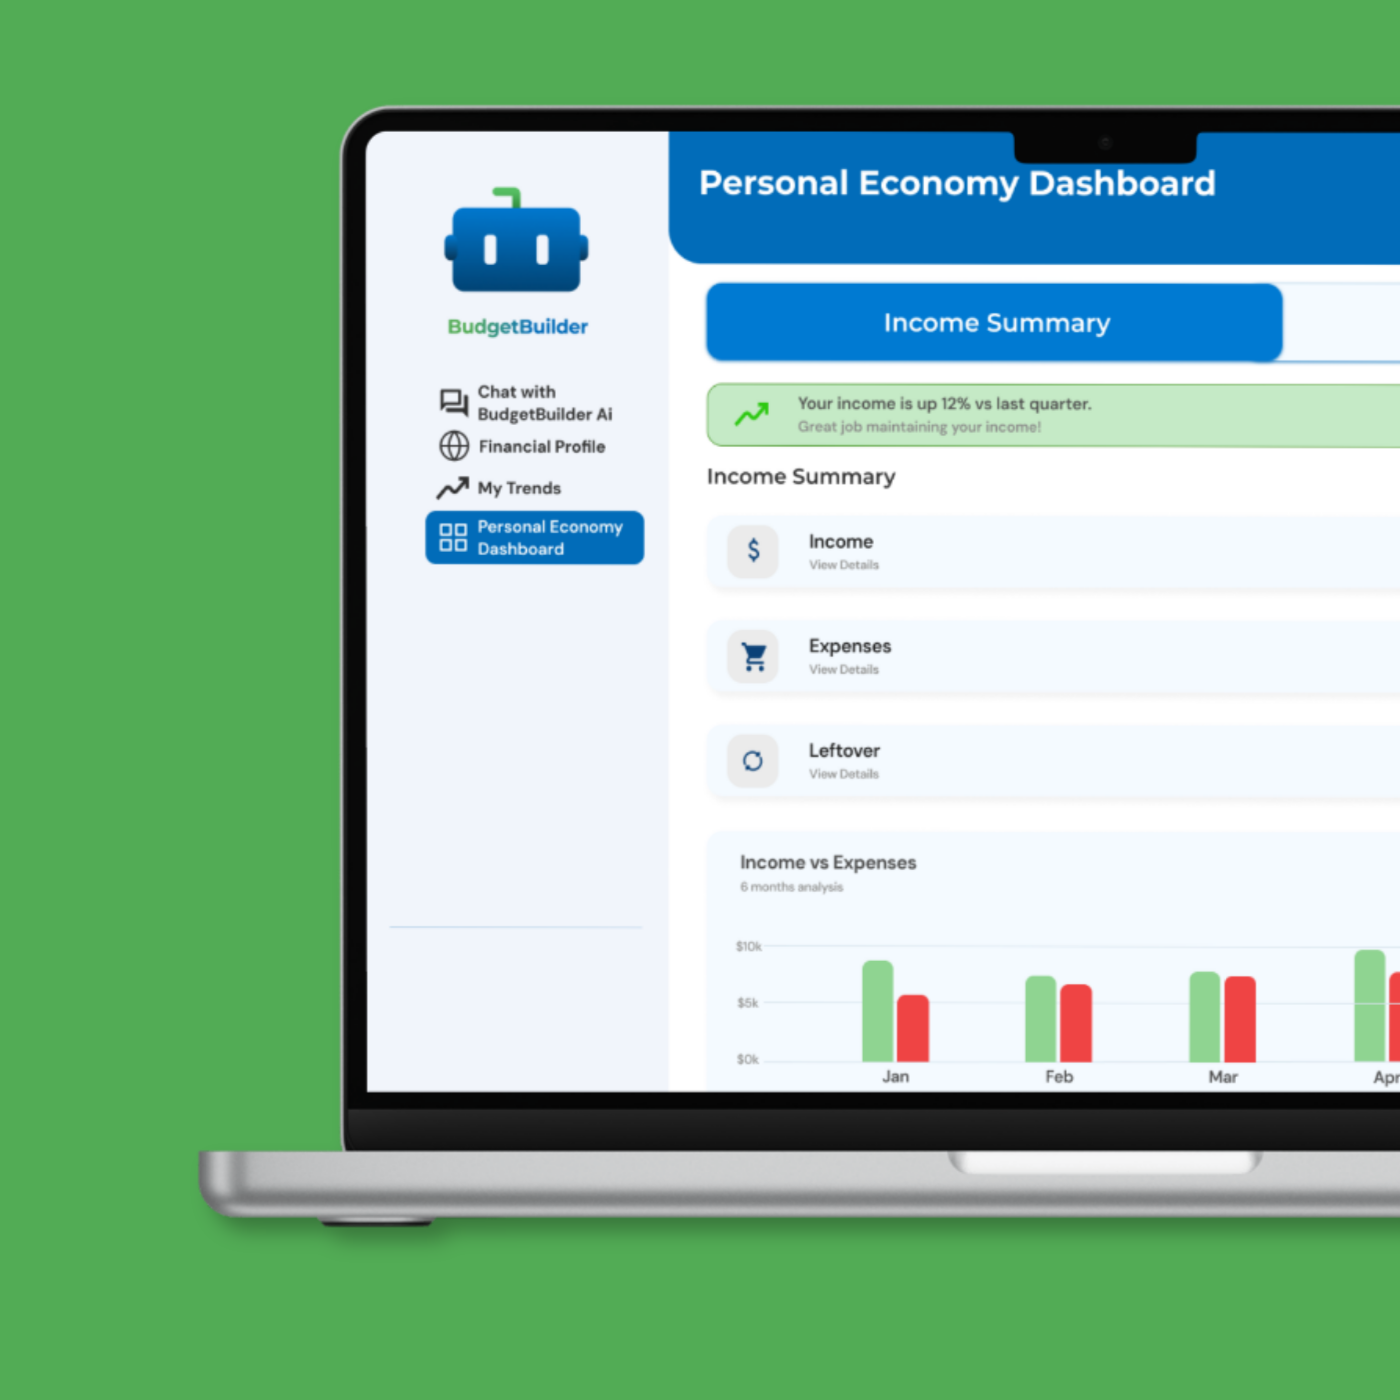 Personal Economy Dashboard
BudgetBuilder
Chat with
BudgetBuilder Ai
Financial Profile
My Trends
Personal Economy
Dashboard
Income Summary
Your income is up 12% vs last quarter.
Great job maintaining your income!
Income Summary
$
Income
View Details
Expenses
View Details
Leftover
View Details
Income vs Expenses
6 months analysis
$10k
$5k
$0k
Jan
Feb
Mar
Apr